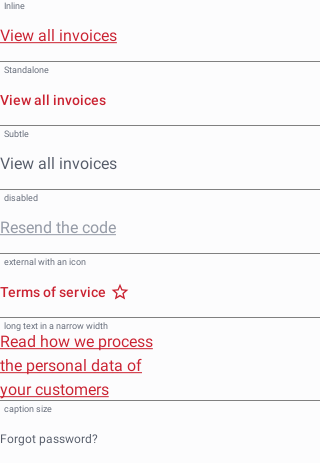 Inline
View all invoices
Standalone
View all invoices
Subtle
View all invoices
disabled
Resend the code
external with an icon
Terms of service
long text in a narrow width
Read how we process
the personal data of
your customers
caption size
Forgot password?